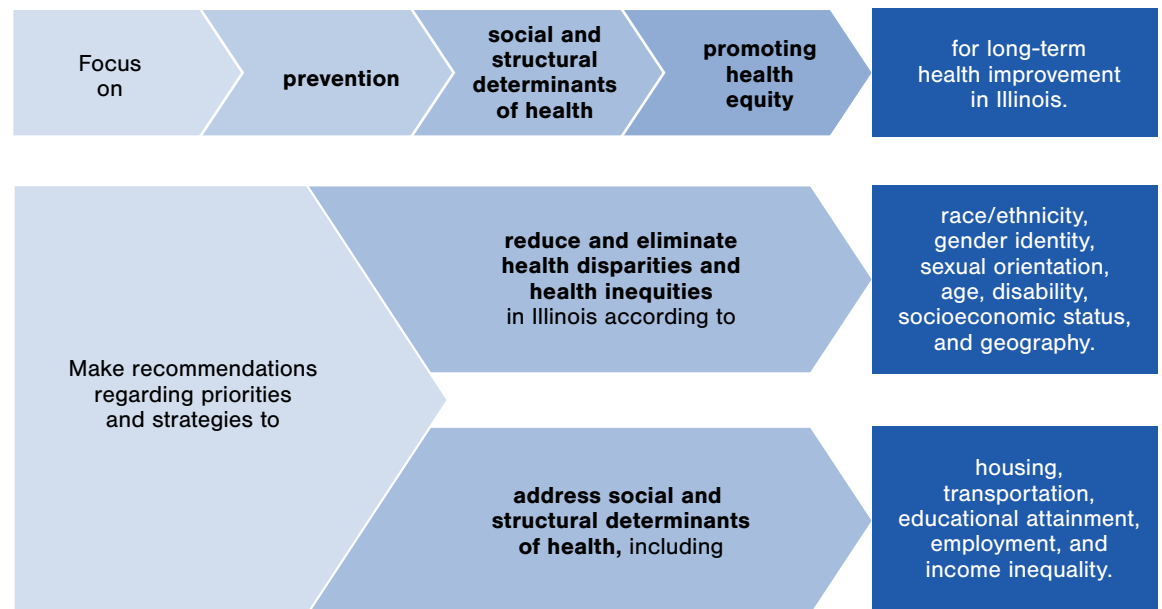 Focus
on
prevention
social and
structural
determinants
of health
promoting
health
equity
for long-term
health improvement
in Illinois.
Make recommendations
regarding priorities
and strategies to
reduce and eliminate
health disparities and
health inequities
in Illinois according to
race/ethnicity,
gender identity,
sexual orientation,
age, disability,
socioeconomic status,
and geography.
address social and
structural determinants
of health, including
housing,
transportation,
educational attainment,
employment, and
income inequality.